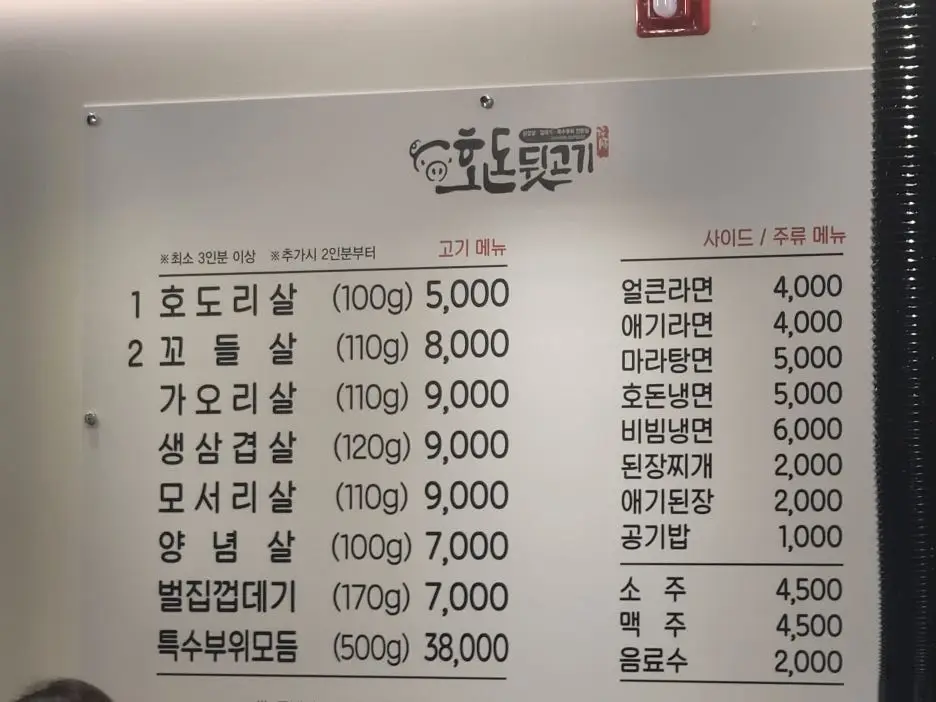 호돈뒷고기
※최소 3인분 이상 ※추가시 2인분부터 고기 메뉴
1 호도리살 (100g) 5,000
2 꼬들살 (110g) 8,000
가오리살 (110g) 9,000
생삼겹살 (120g) 9,000
모서리살 (110g) 9,000
양념살 (100g) 7,000
벌집껍데기 (170g) 7,000
특수부위모듬 (500g) 38,000
사이드 / 주류 메뉴
얼큰라면 4,000
애기라면 4,000
마라탕면 5,000
호돈냉면 5,000
비빔냉면 6,000
된장찌개 2,000
애기된장 2,000
공기밥 1,000
소주 4,500
맥주 4,500
음료수 2,000